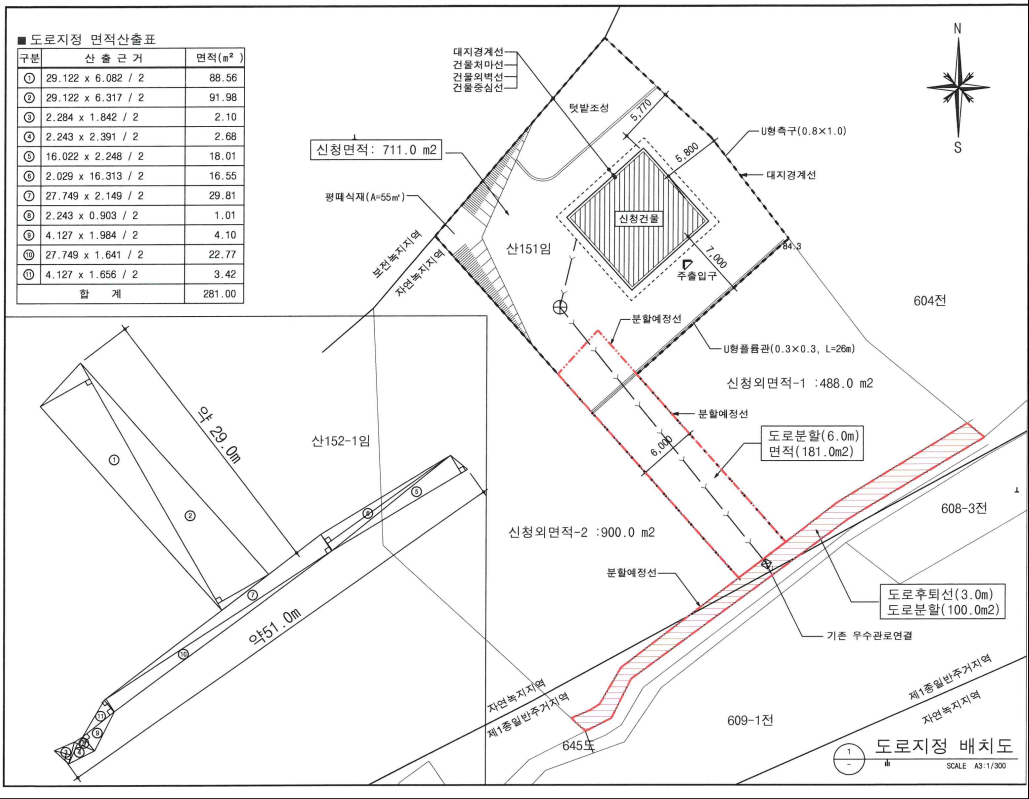 ■ 도로지정 면적산출표
구분 산 출 근 거 면적(m²)
① 29.122 x 6.082 / 2 88.56
② 29.122 x 6.317 / 2 91.98
③ 2.284 x 1.842 / 2 2.10
④ 2.243 x 2.391 / 2 2.68
⑤ 16.022 x 2.248 / 2 18.01
⑥ 2.029 x 16.313 / 2 16.55
⑦ 27.749 x 2.149 / 2 29.81
⑧ 2.243 x 0.903 / 2 1.01
⑨ 4.127 x 1.984 / 2 4.10
⑩ 27.749 x 1.641 / 2 22.77
⑪ 4.127 x 1.656 / 2 3.42
합 계 281.00
대지경계선
건물처마선
건물외벽선
건물중심선
텃밭조성
5,770
5,800
U형측구(0.8×1.0)
대지경계선
N
S
신청면적: 711.0 m2
평떼식재(A=55㎡)
보전녹지지역
자연녹지지역
산151임
신청건물
7,000
주출입구
84.3
604전
분할예정선
U형플륨관(0.3×0.3, L=26m)
신청외면적-1 :488.0 m2
분할예정선
6,000
도로분할(6.0m)
면적(181.0m2)
산152-1임
신청외면적-2 :900.0 m2
608-3전
분할예정선
도로후퇴선(3.0m)
도로분할(100.0m2)
기존 우수관로연결
자연녹지지역
제1종일반주거지역
제1종일반주거지역
자연녹지지역
609-1전
645도
약 29.0m
약51.0m
①
②
⑤
⑥
⑦
⑩
⑪
⑨
1
-
도로지정 배치도
SCALE A3:1/300